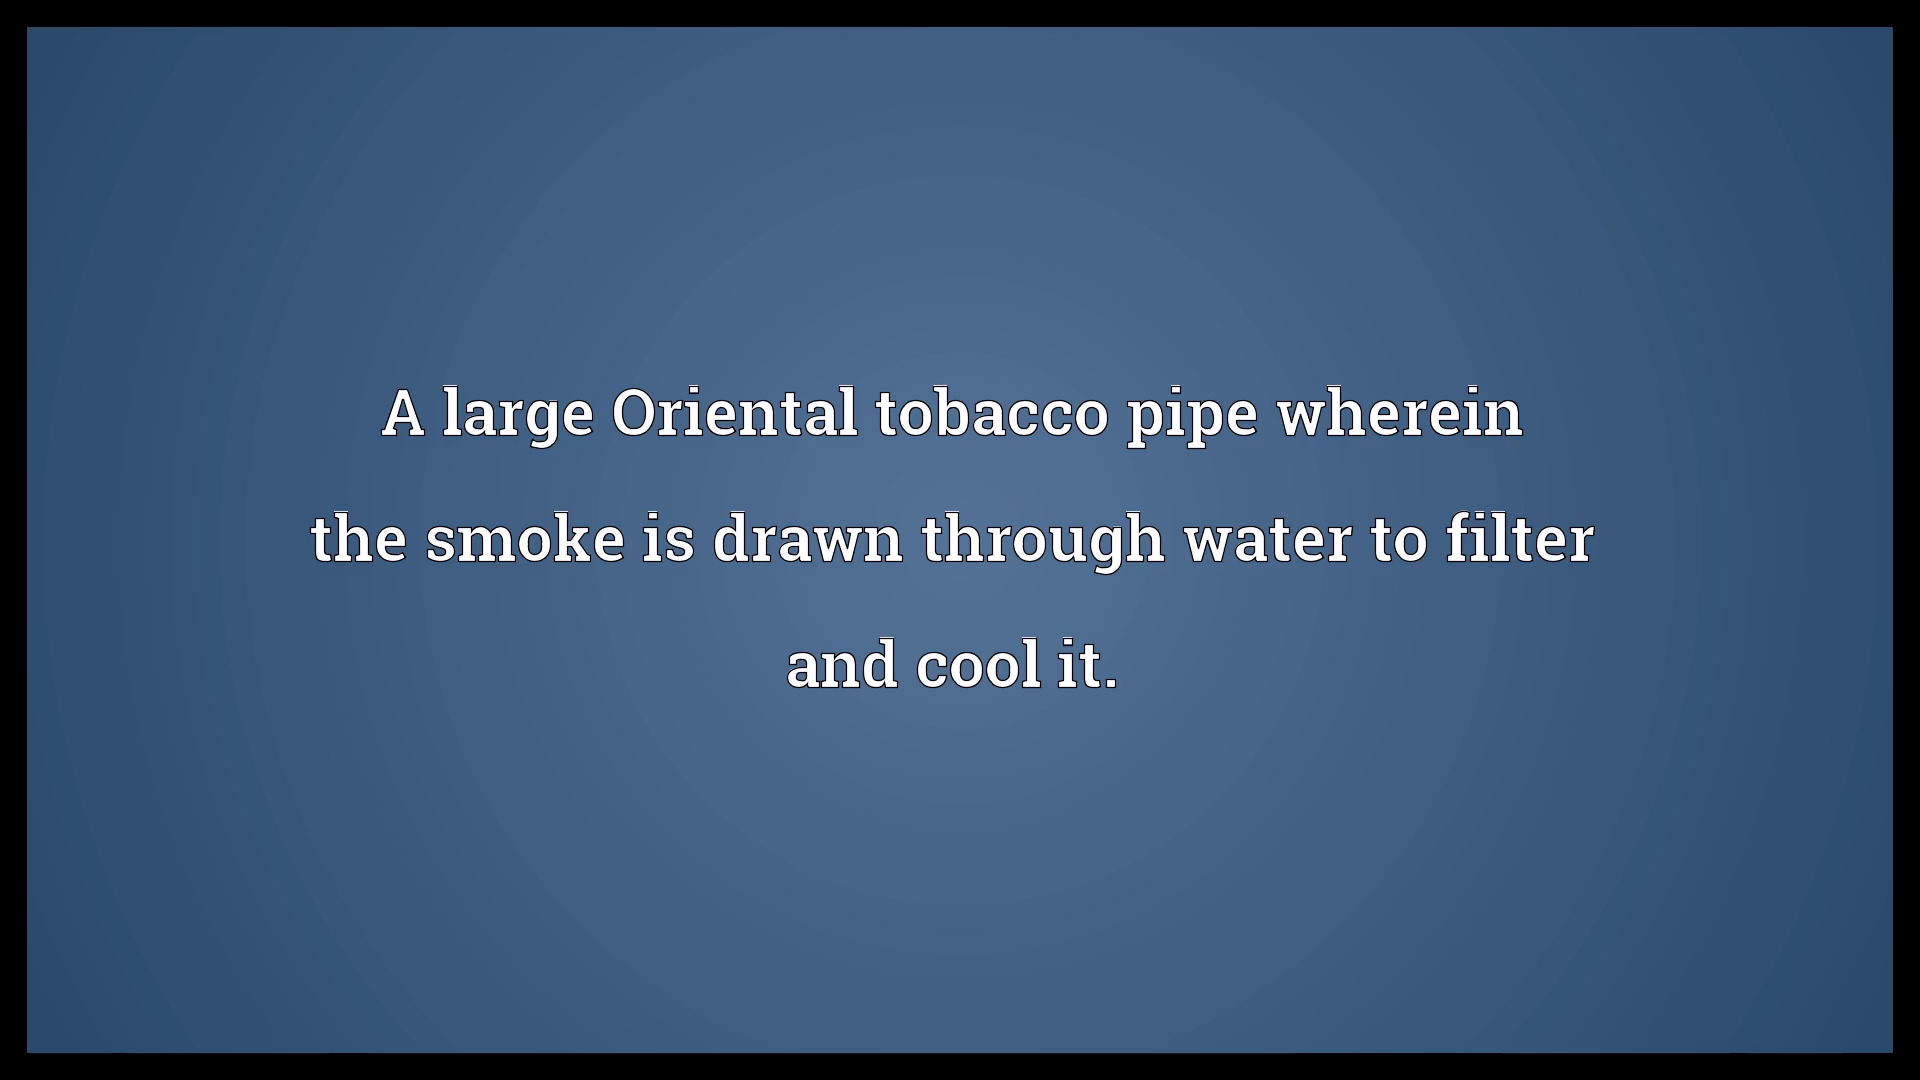 A large Oriental tobacco pipe wherein
the smoke is drawn through water to filter
and cool it.